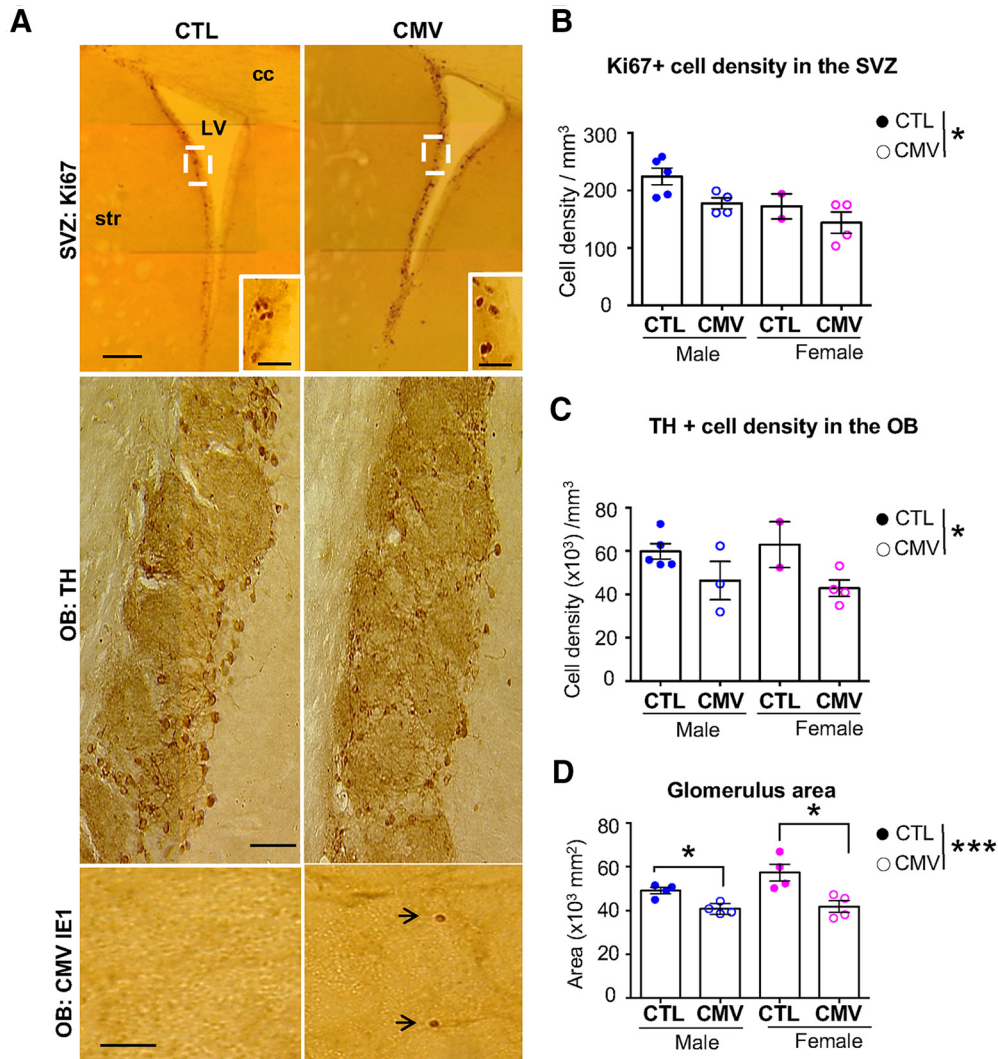 A
CTL
CMV
SVZ: Ki67
cc
LV
str
OB: TH
OB: CMV IE1
B
Ki67+ cell density in the SVZ
CTL
CMV
*
Cell density / mm³
300
200
100
0
CTL CMV CTL CMV
Male Female
C
TH + cell density in the OB
CTL
CMV
*
Cell density (x10³) /mm³
80
60
40
20
0
CTL CMV CTL CMV
Male Female
D
Glomerulus area
CTL
CMV
***
* *
Area (x10³ mm²)
80
60
40
20
0
CTL CMV CTL CMV
Male Female